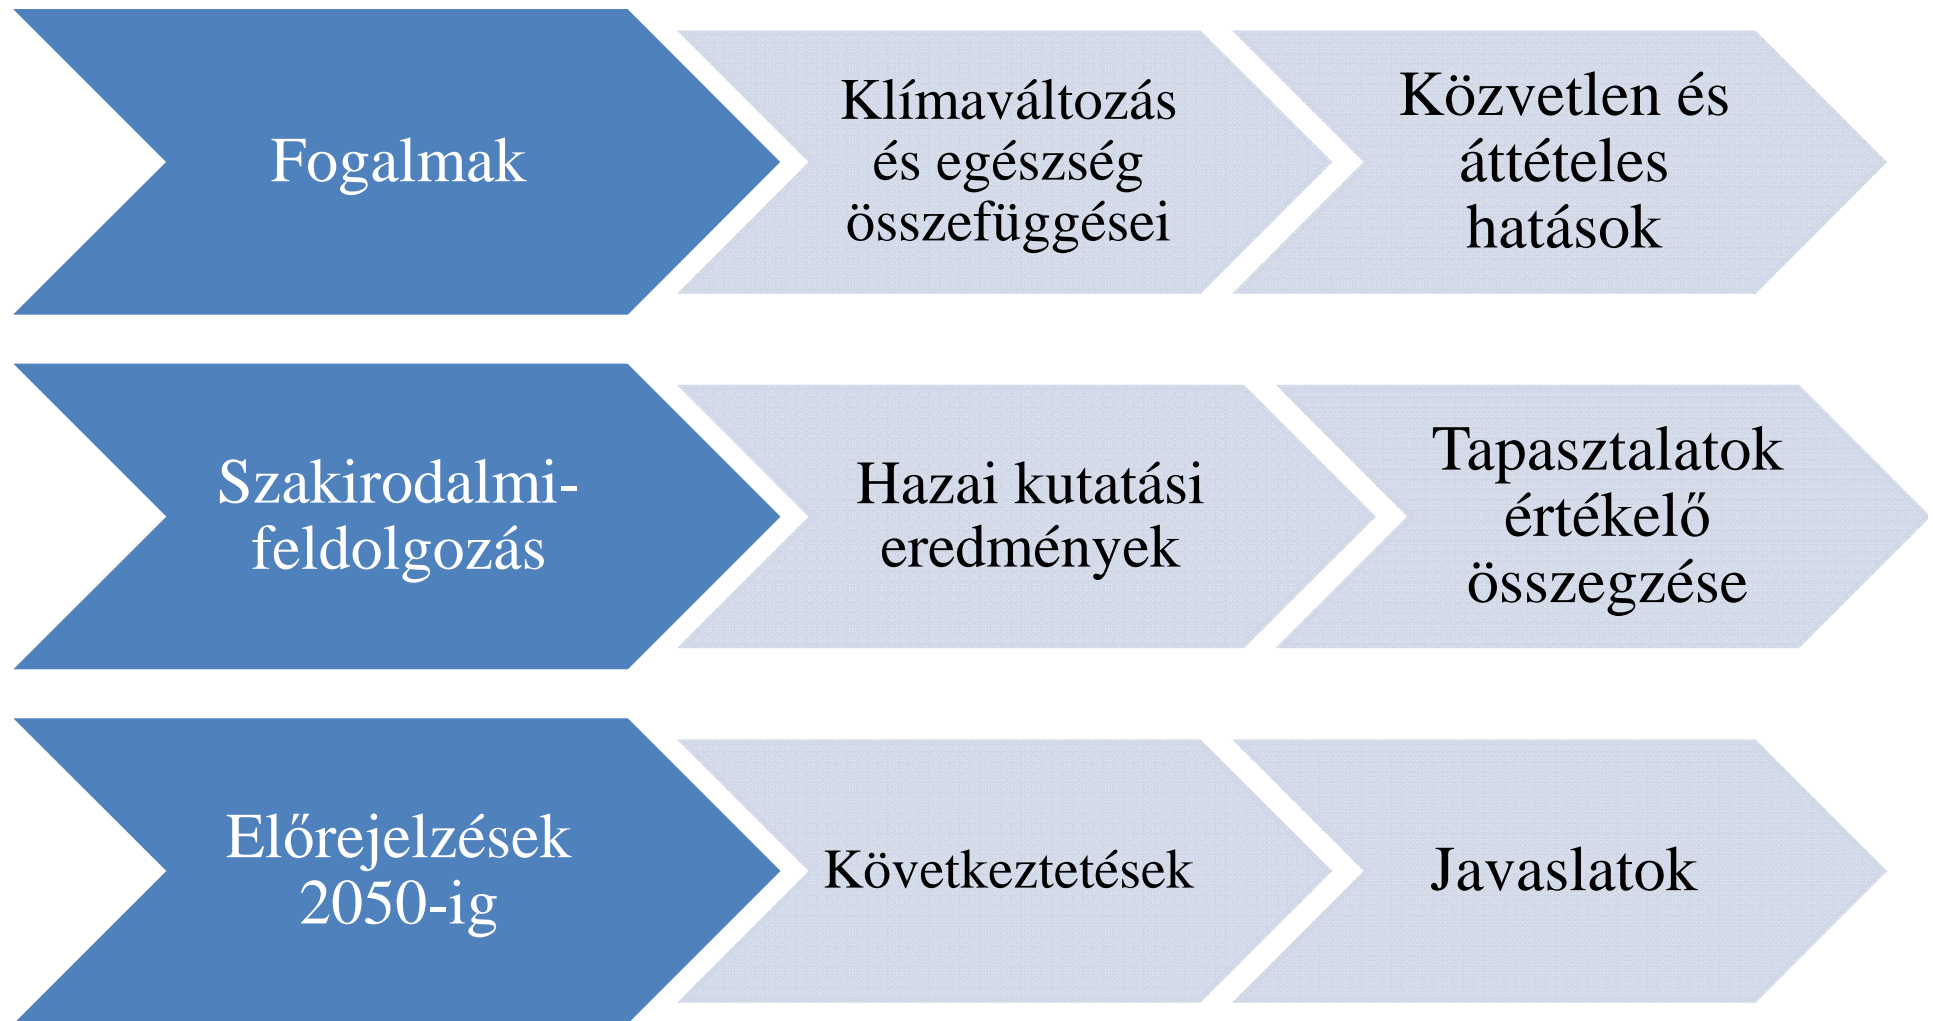 Fogalmak
Klímaváltozás
és egészség
összefüggései
Közvetlen és
áttételes
hatások
Szakirodalmi-
feldolgozás
Hazai kutatási
eredmények
Tapasztalatok
értékelő
összegzése
Előrejelzések
2050-ig
Következtetések
Javaslatok